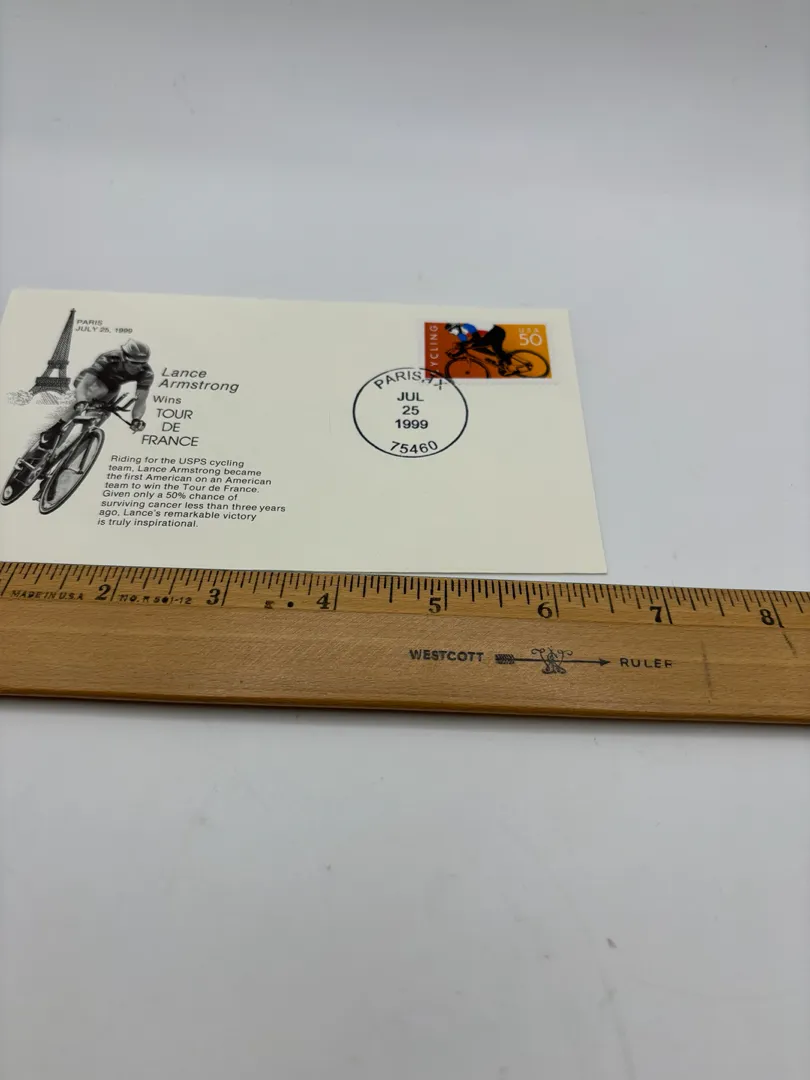 PARIS
JULY 25, 1999
Lance
Armstrong
Wins
TOUR
DE
FRANCE
Riding for the USPS cycling
team, Lance Armstrong became
the first American on an American
team to win the Tour de France.
Given only a 50% chance of
surviving cancer less than three years
ago, Lance's remarkable victory
is truly inspirational.
CYCLING
USA
50
PARIS, TX
JUL
25
1999
75460
MADE IN U.S.A. 2 NO. R 501-12 3 4 5 6 7 8
WESTCOTT RULER